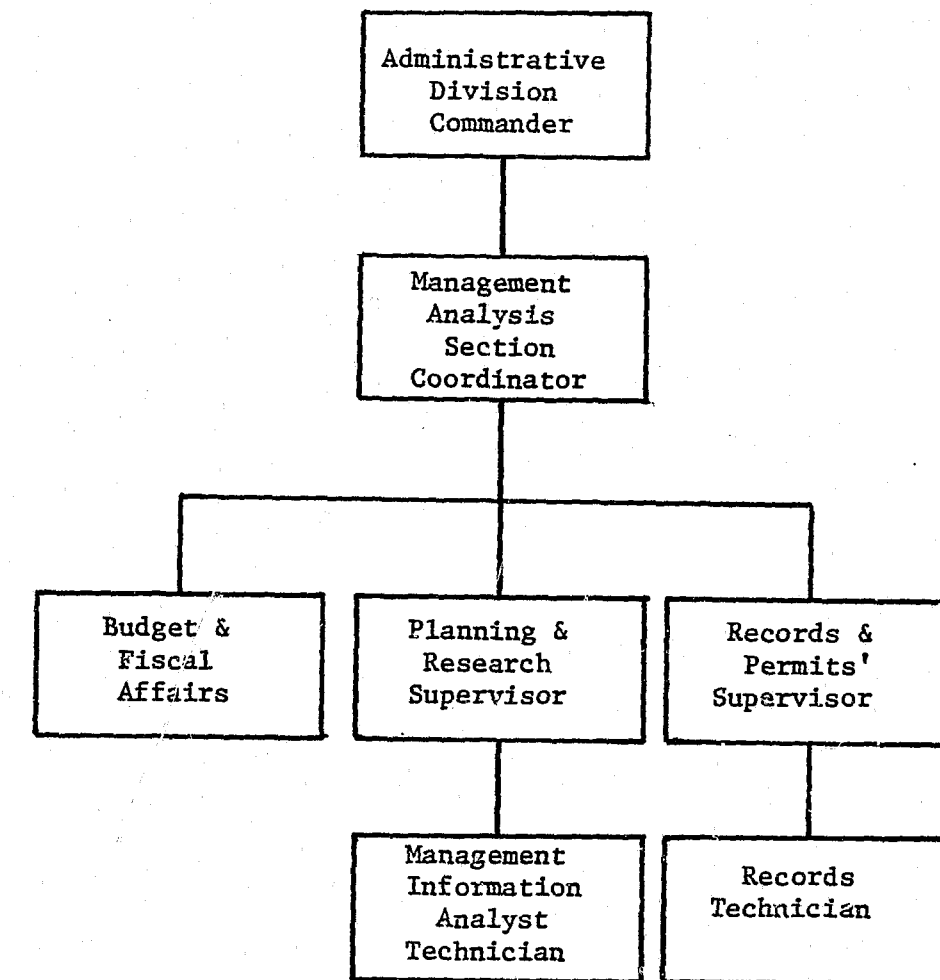 Administrative
Division
Commander
Management
Analysis
Section
Coordinator
Budget &
Fiscal
Affairs
Planning &
Research
Supervisor
Records &
Permits'
Supervisor
Management
Information
Analyst
Technician
Records
Technician